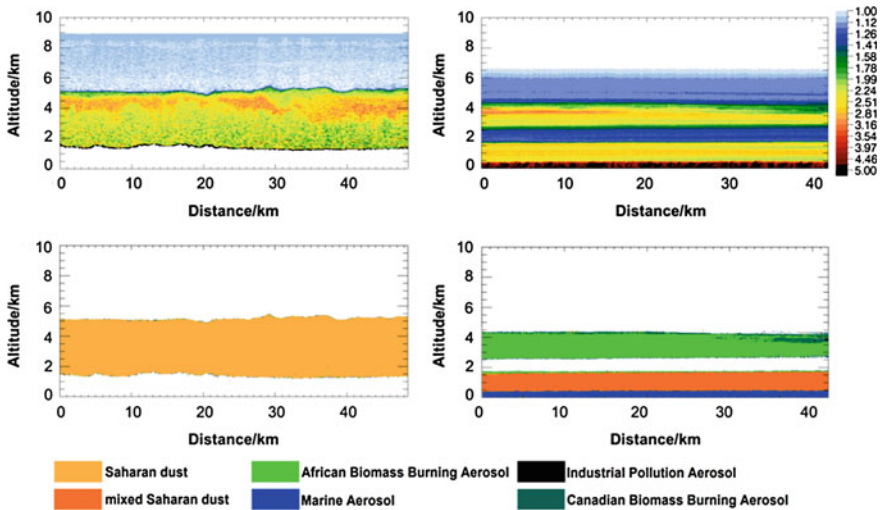 10
8
6
4
2
0
Altitude/km
0 10 20 30 40
Distance/km
10
8
6
4
2
0
Altitude/km
0 10 20 30 40
Distance/km
1.00
1.12
1.26
1.41
1.58
1.78
1.99
2.24
2.51
2.81
3.16
3.54
3.97
4.46
5.00
10
8
6
4
2
0
Altitude/km
0 10 20 30 40
Distance/km
10
8
6
4
2
0
Altitude/km
0 10 20 30 40
Distance/km
Saharan dust African Biomass Burning Aerosol Industrial Pollution Aerosol
mixed Saharan dust Marine Aerosol Canadian Biomass Burning Aerosol